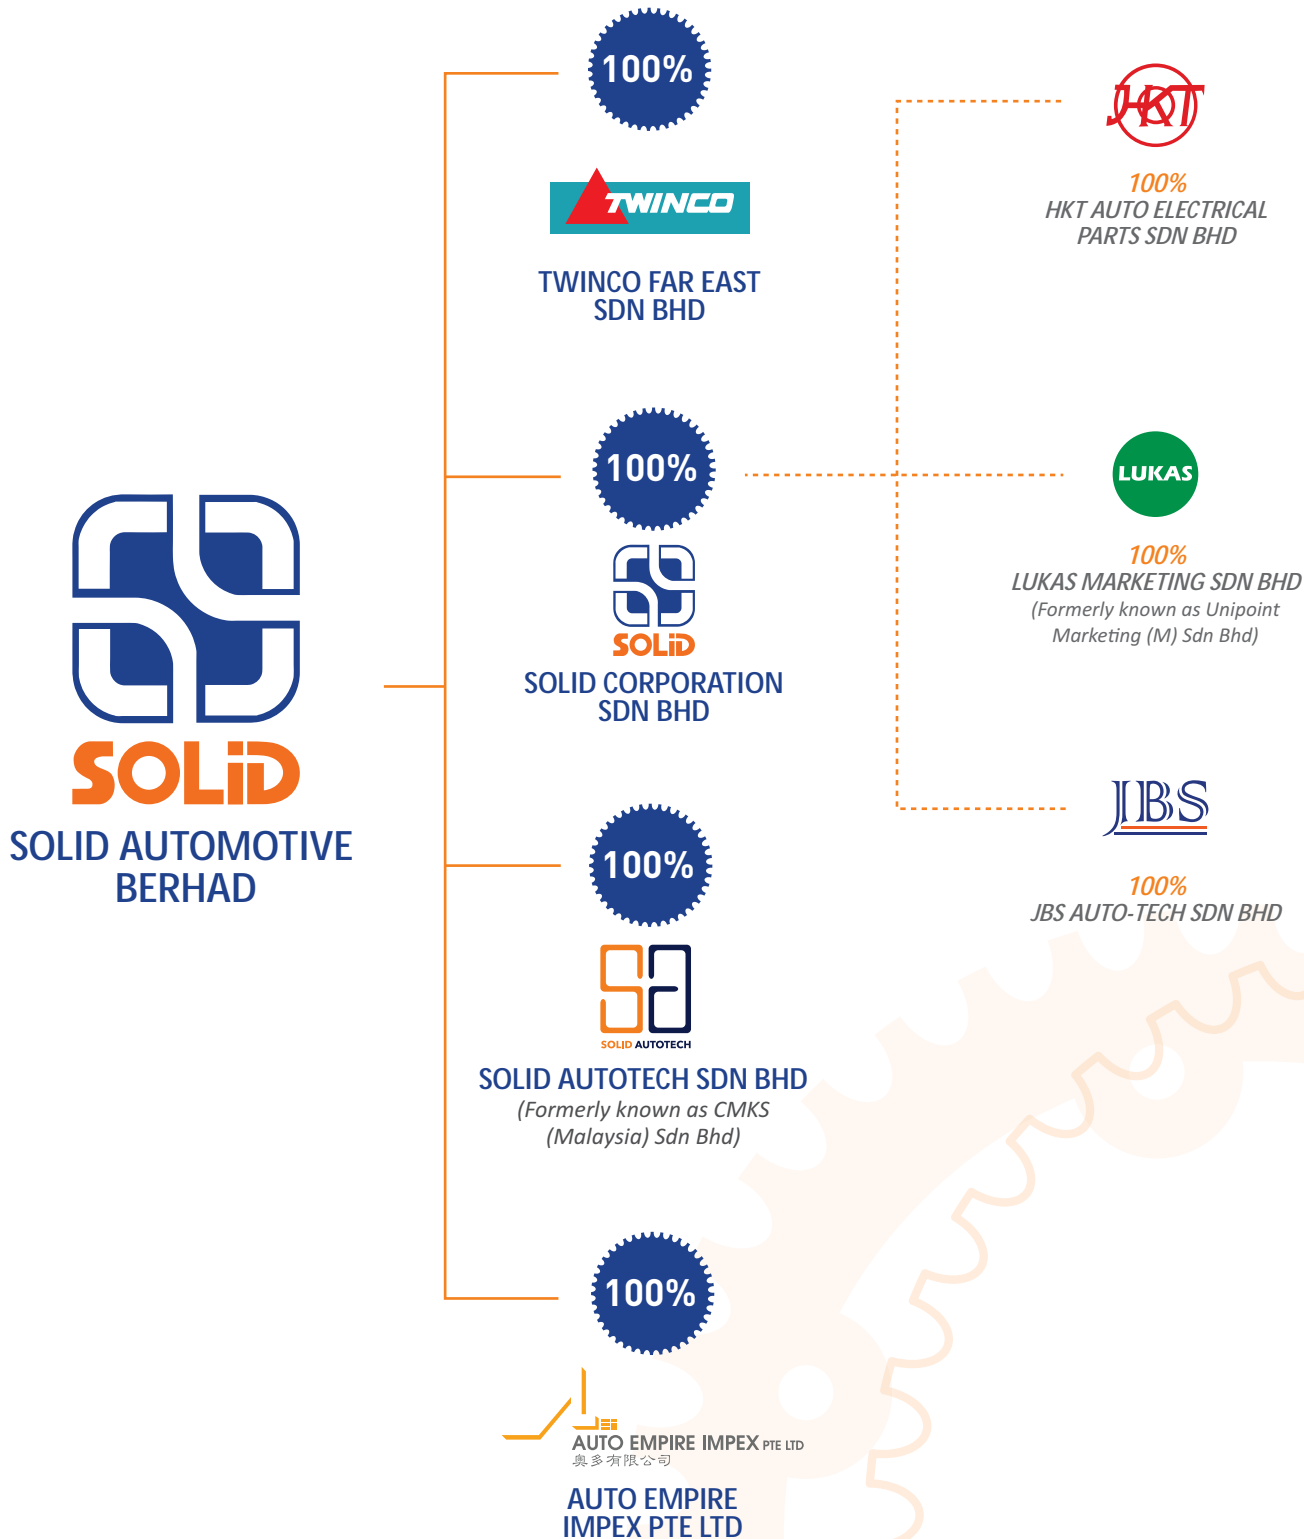 SOLiD
SOLID AUTOMOTIVE
BERHAD
100%
TWINCO
TWINCO FAR EAST
SDN BHD
100%
SOLiD
SOLID CORPORATION
SDN BHD
100%
SOLID AUTOTECH
SOLID AUTOTECH SDN BHD
(Formerly known as CMKS
(Malaysia) Sdn Bhd)
100%
AUTO EMPIRE IMPEX PTE LTD
奥多有限公司
AUTO EMPIRE
IMPEX PTE LTD
HKT
100%
HKT AUTO ELECTRICAL
PARTS SDN BHD
LUKAS
100%
LUKAS MARKETING SDN BHD
(Formerly known as Unipoint
Marketing (M) Sdn Bhd)
JBS
100%
JBS AUTO-TECH SDN BHD